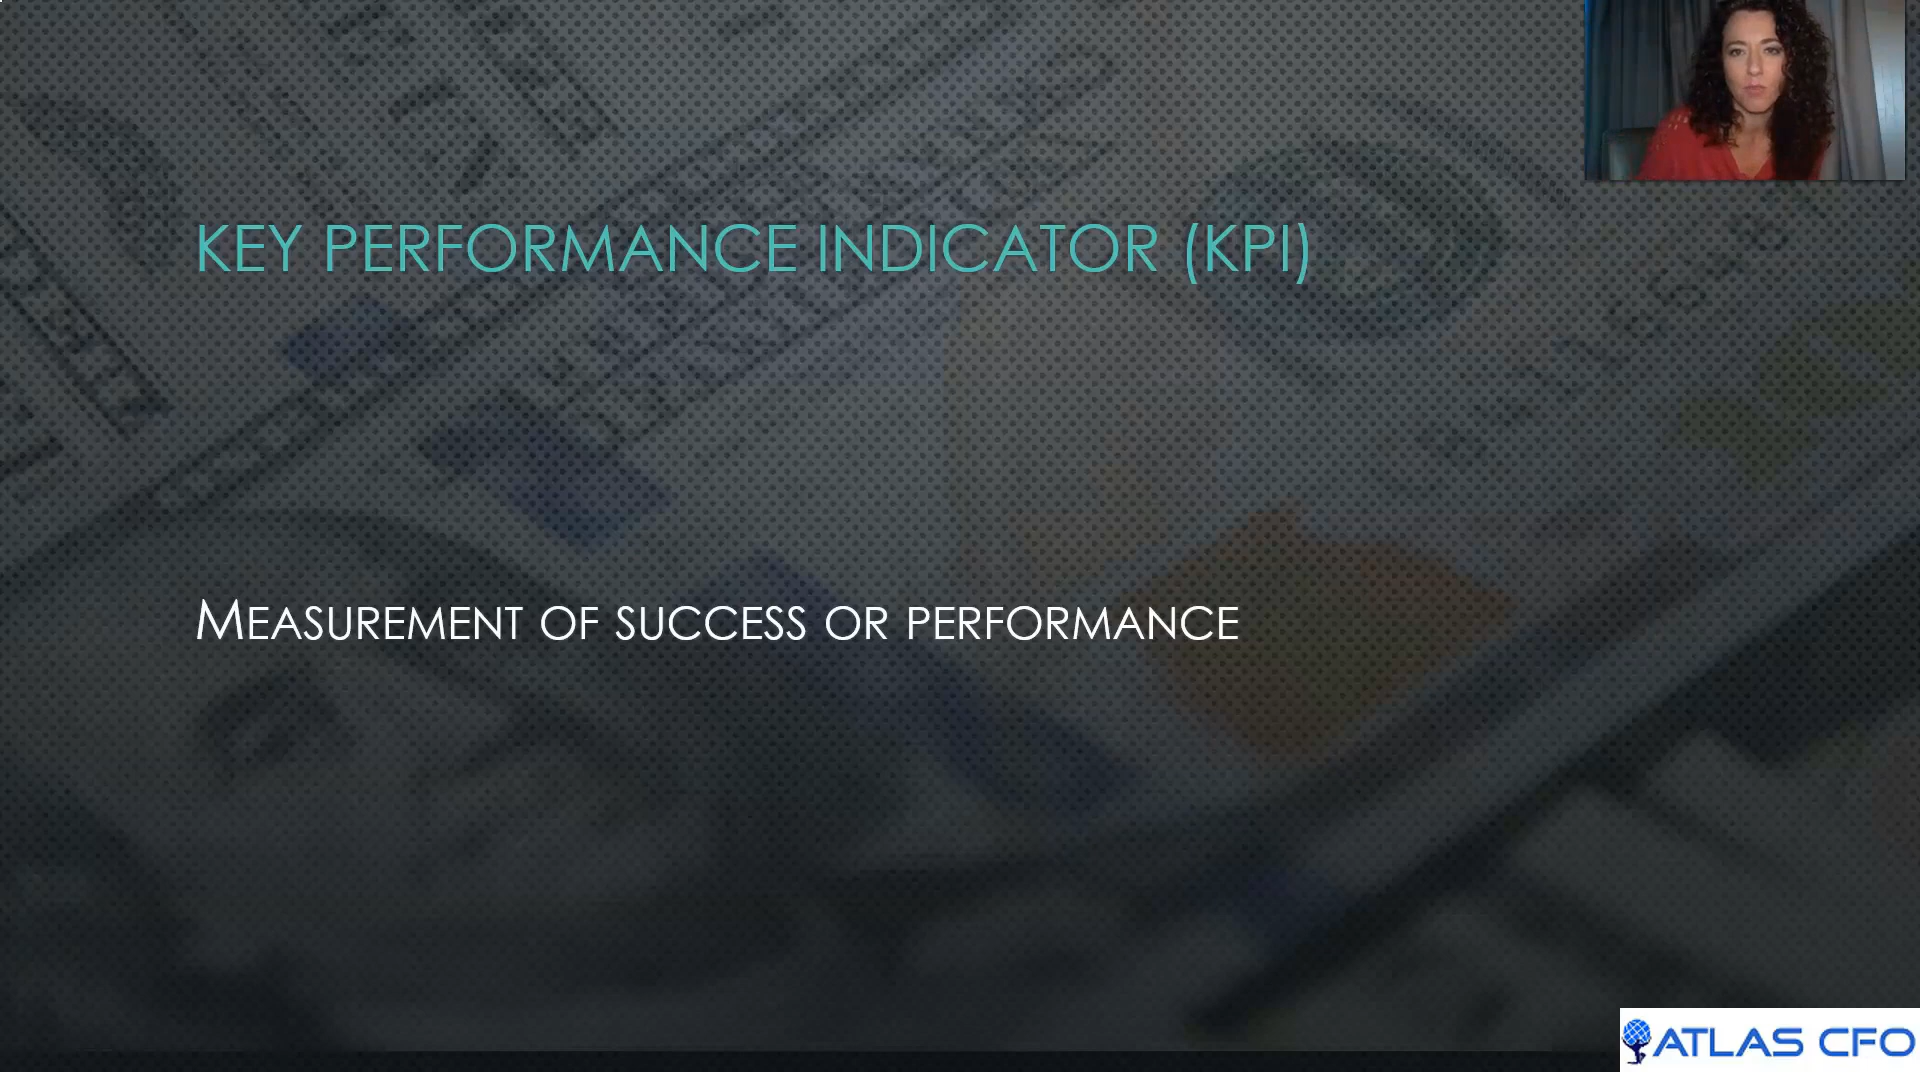 KEY PERFORMANCE INDICATOR (KPI)
MEASUREMENT OF SUCCESS OR PERFORMANCE
ATLAS CFO